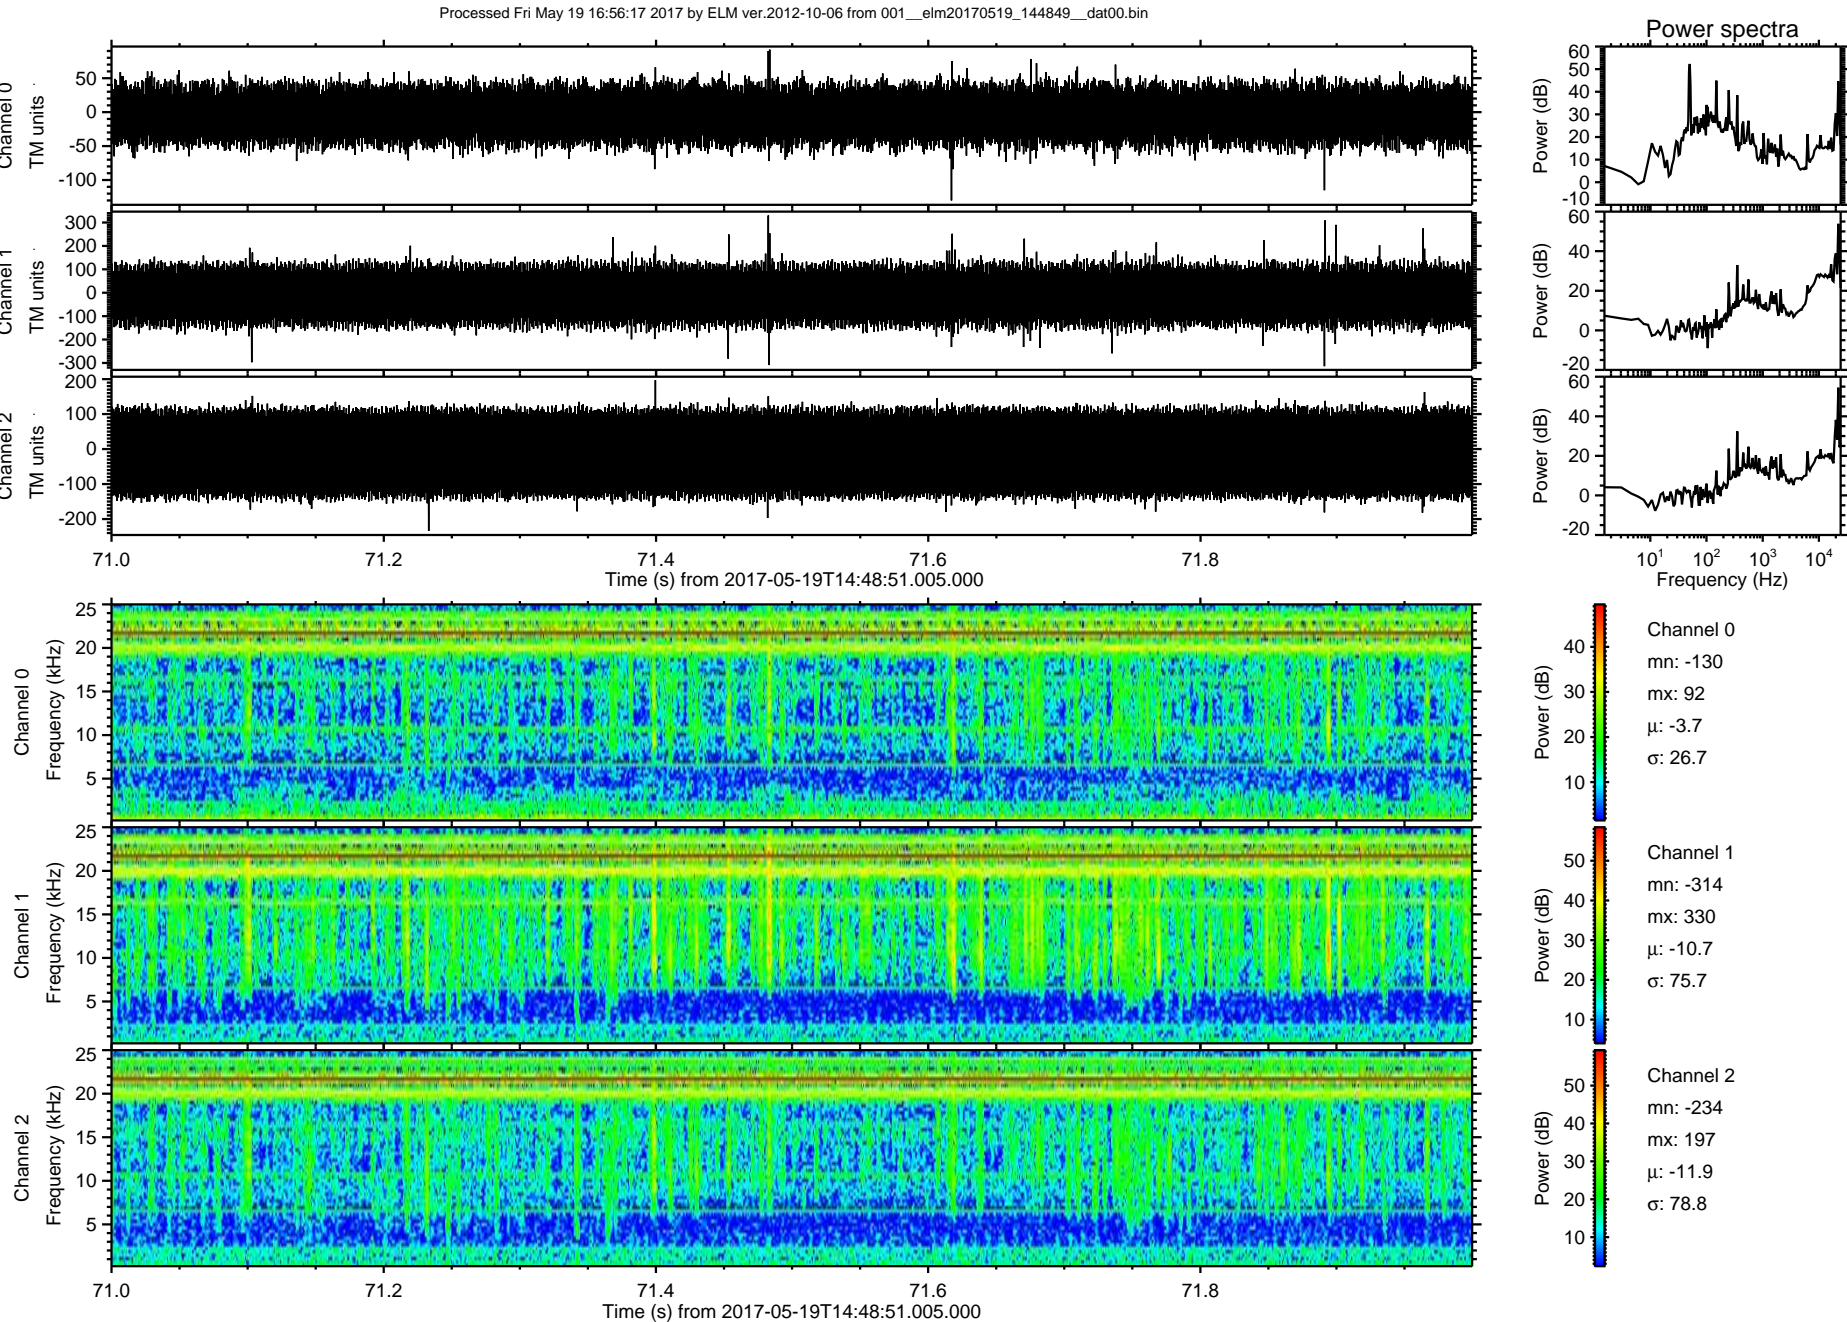 Processed Fri May 19 16:56:17 2017 by ELM ver.2012-10-06 from 001__elm20170519_144849__dat00.bin
Power spectra
Channel 0
TM units
50
0
-50
-100
Power (dB)
60
50
40
30
20
10
0
-10
Channel 1
TM units
300
200
100
0
-100
-200
-300
Power (dB)
60
40
20
0
-20
Channel 2
TM units
200
100
0
-100
-200
Power (dB)
60
40
20
0
-20
71.0 71.2 71.4 71.6 71.8
Time (s) from 2017-05-19T14:48:51.005.000
10^1 10^2 10^3 10^4
Frequency (Hz)
Channel 0
Frequency (kHz)
25
20
15
10
5
Power (dB)
40
30
20
10
Channel 0
mn: -130
mx: 92
μ: -3.7
σ: 26.7
Channel 1
Frequency (kHz)
25
20
15
10
5
Power (dB)
50
40
30
20
10
Channel 1
mn: -314
mx: 330
μ: -10.7
σ: 75.7
Channel 2
Frequency (kHz)
25
20
15
10
5
Power (dB)
50
40
30
20
10
Channel 2
mn: -234
mx: 197
μ: -11.9
σ: 78.8
71.0 71.2 71.4 71.6 71.8
Time (s) from 2017-05-19T14:48:51.005.000